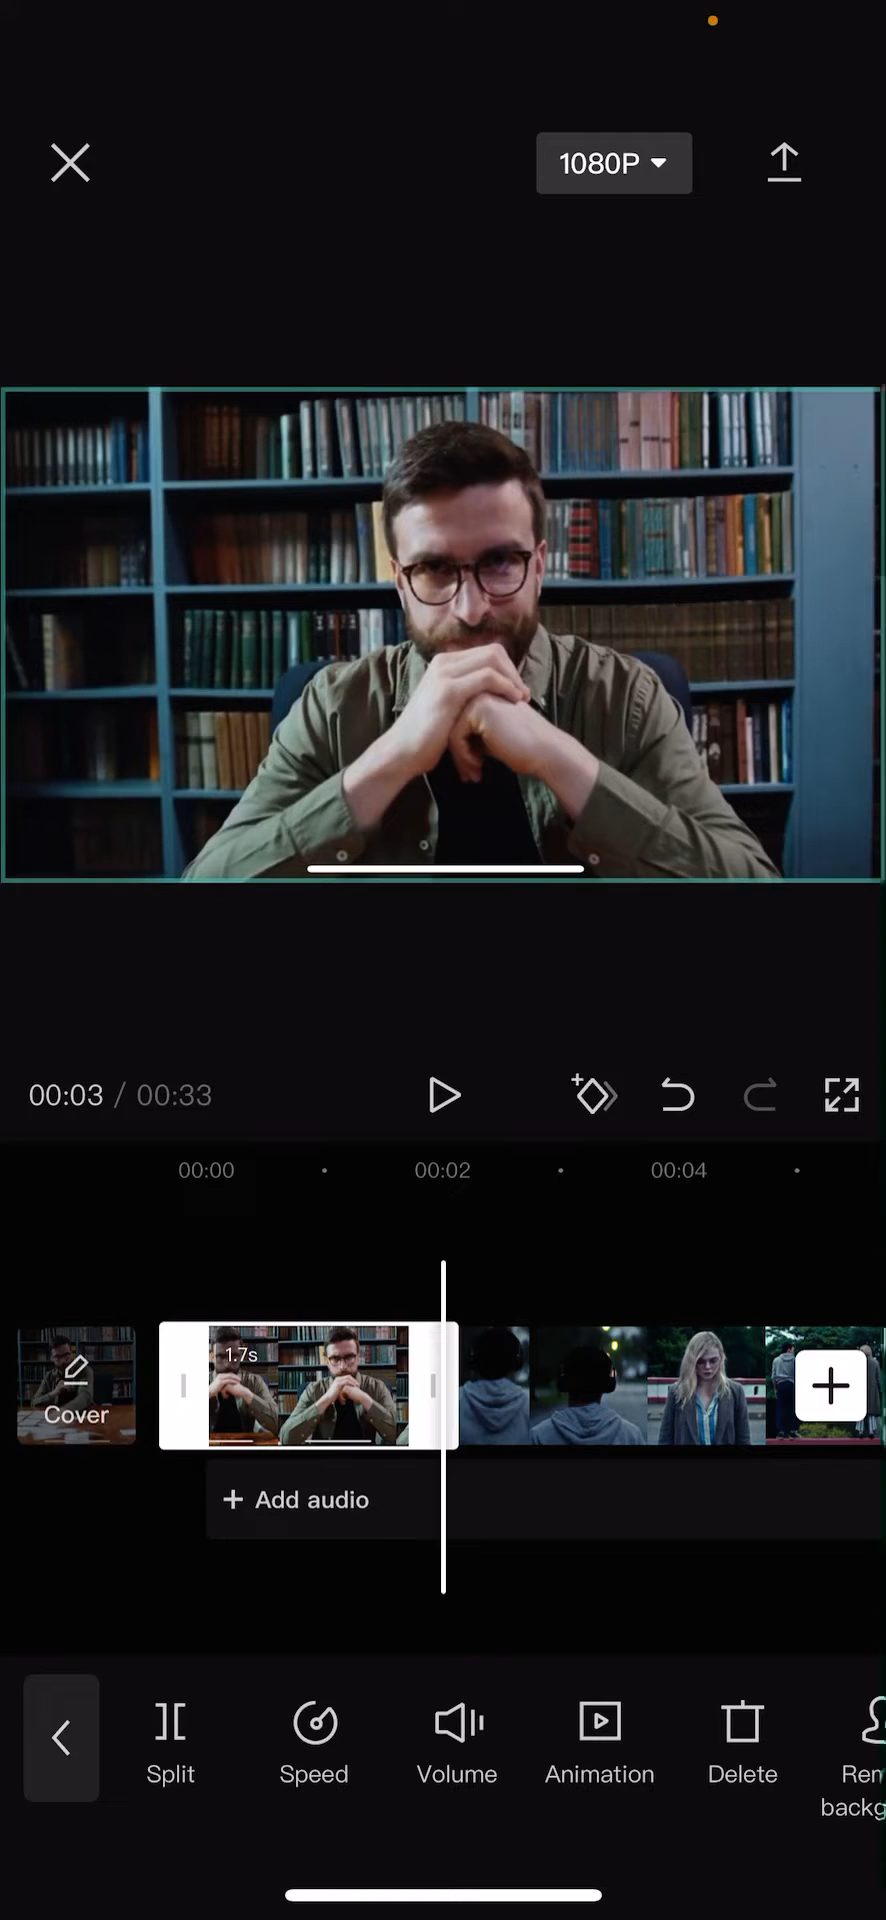 1080P
00:03 / 00:33
00:00 00:02 00:04
1.7s
Cover
+ Add audio
Split Speed Volume Animation Delete Rem
backg